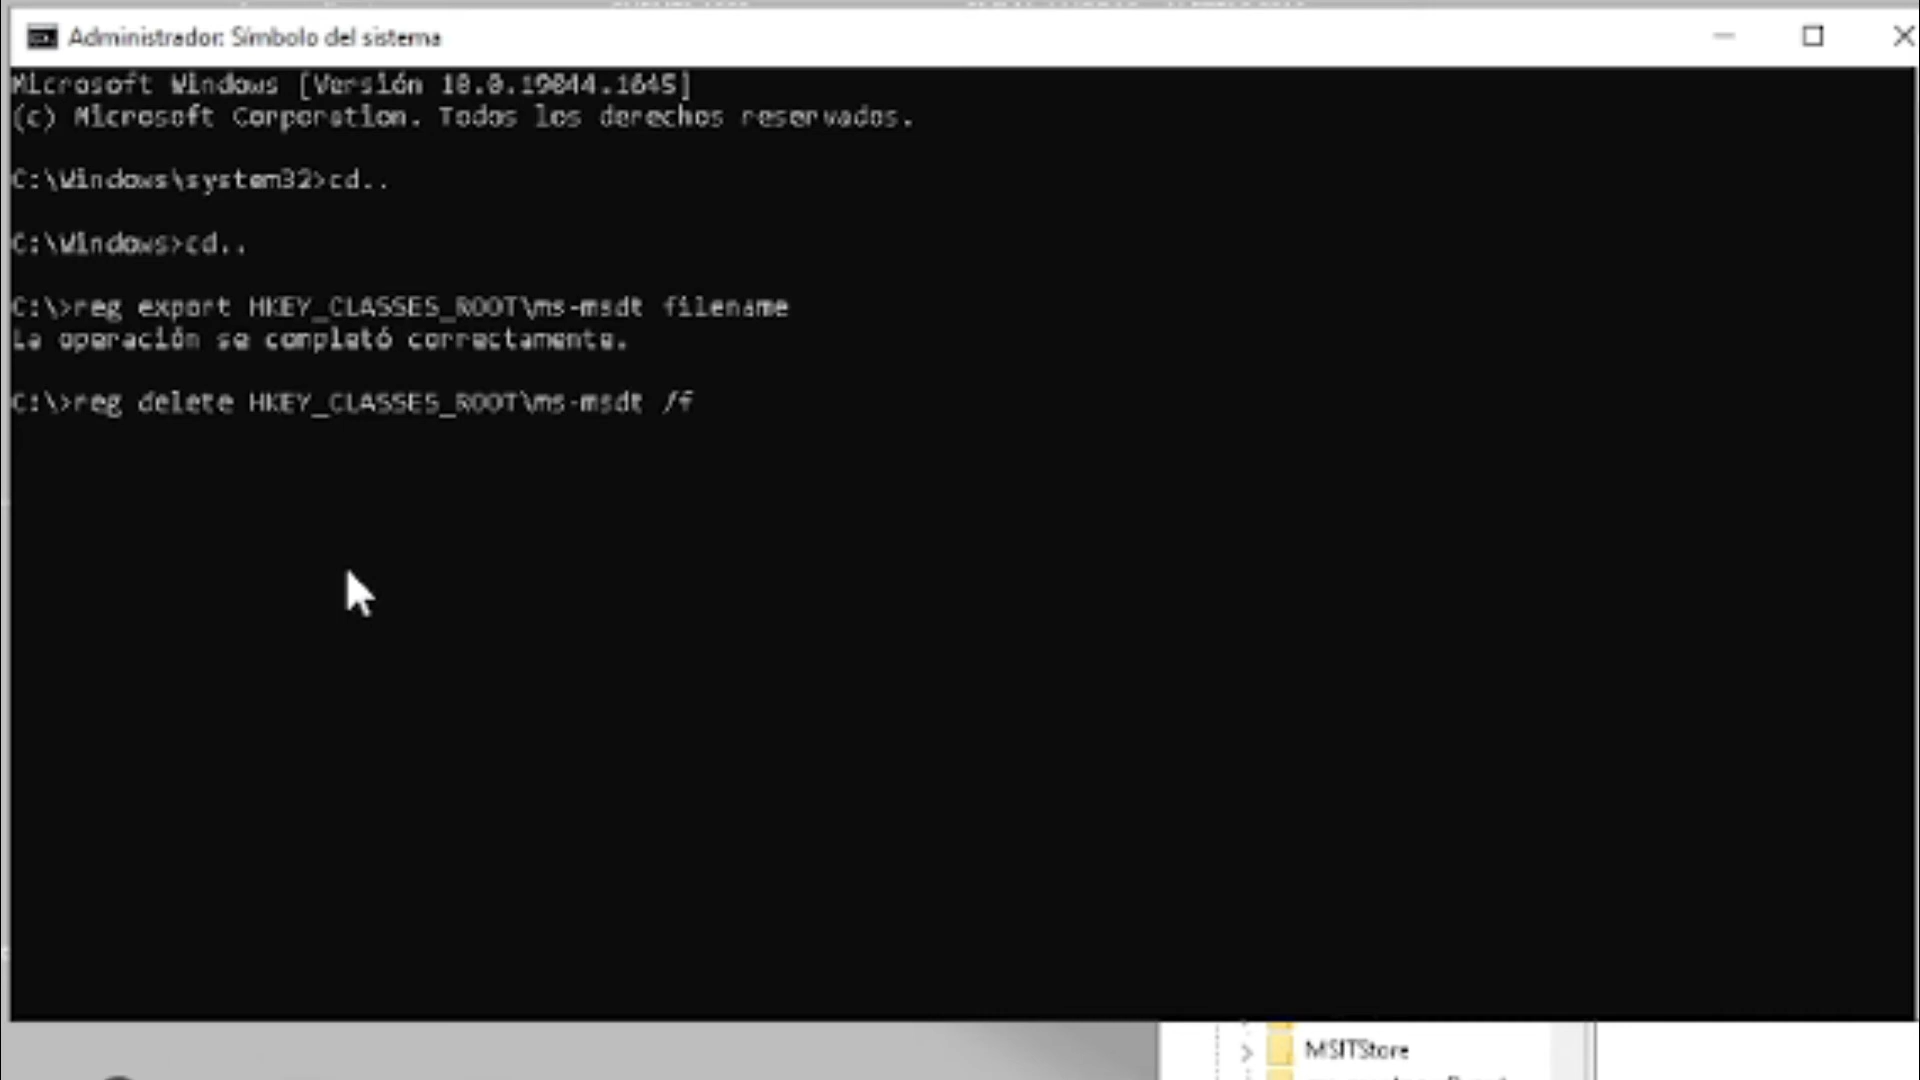 Administrador: Símbolo del sistema
Microsoft Windows [Versión 10.0.19044.1645]
(c) Microsoft Corporation. Todos los derechos reservados.
C:\Windows\system32>cd..
C:\Windows>cd..
C:\>reg export HKEY_CLASSES_ROOT\ms-msdt filename
La operación se completó correctamente.
C:\>reg delete HKEY_CLASSES_ROOT\ms-msdt /f
MSITStore